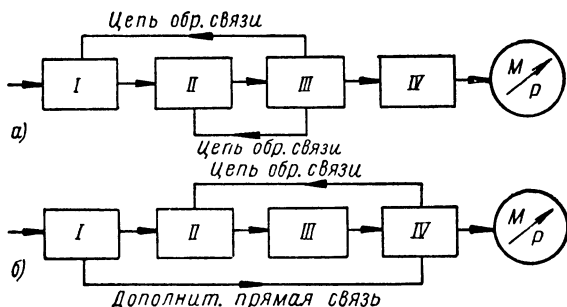 Цепь обр. связи
I II III IV М Р
а)
Цепь обр. связи
Цепь обр. связи
I II III IV М Р
б)
Дополнит. прямая связь